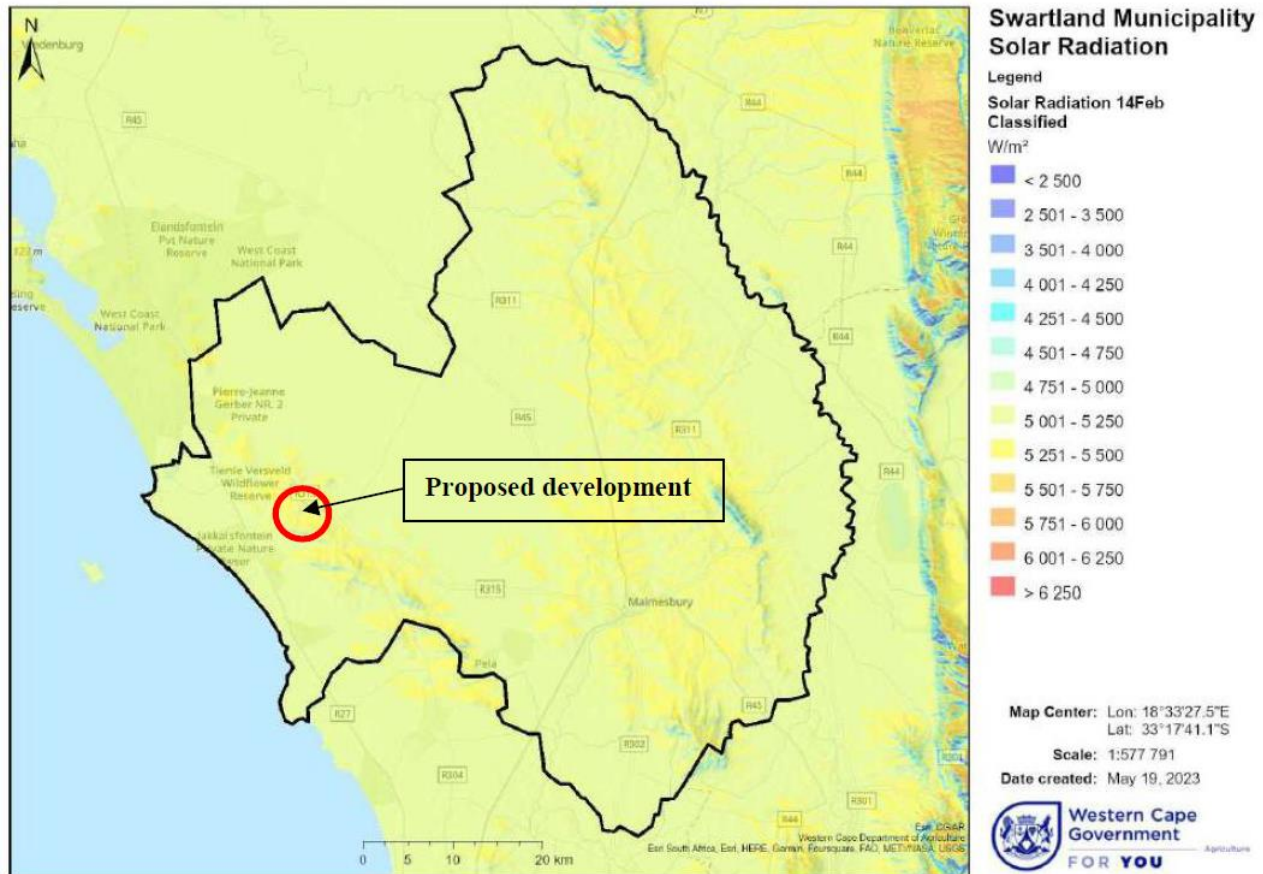 Swartland Municipality
Solar Radiation
Legend
Solar Radiation 14Feb
Classified
W/m²
< 2 500
2 501 - 3 500
3 501 - 4 000
4 001 - 4 250
4 251 - 4 500
4 501 - 4 750
4 751 - 5 000
5 001 - 5 250
5 251 - 5 500
5 501 - 5 750
5 751 - 6 000
6 001 - 6 250
> 6 250
Map Center: Lon: 18°33'27.5"E
Lat: 33°17'41.1"S
Scale: 1:577 791
Date created: May 19, 2023
Western Cape
Government
Agriculture
FOR YOU
N
Nature Reserve
R45
R44
R44
Elandsfontein
Pvt Nature
Reserve
West Coast
National Park
R44
122 m
West Coast
National Park
R311
R44
Pierre-Jeanne
Gerber NR. 2
Private
R45
R311
Tienie Versveld
Wildflower
Reserve
R44
Proposed development
Jakkalsfontein
Private Nature
R315
Malmesbury
Pela
R27
R45
R302
R304
R301
R44
0 5 10 20 km
Western Cape Department of Agriculture
Esri South Africa, Esri, HERE, Garmin, Foursquare, FAO, METI/NASA, USGS